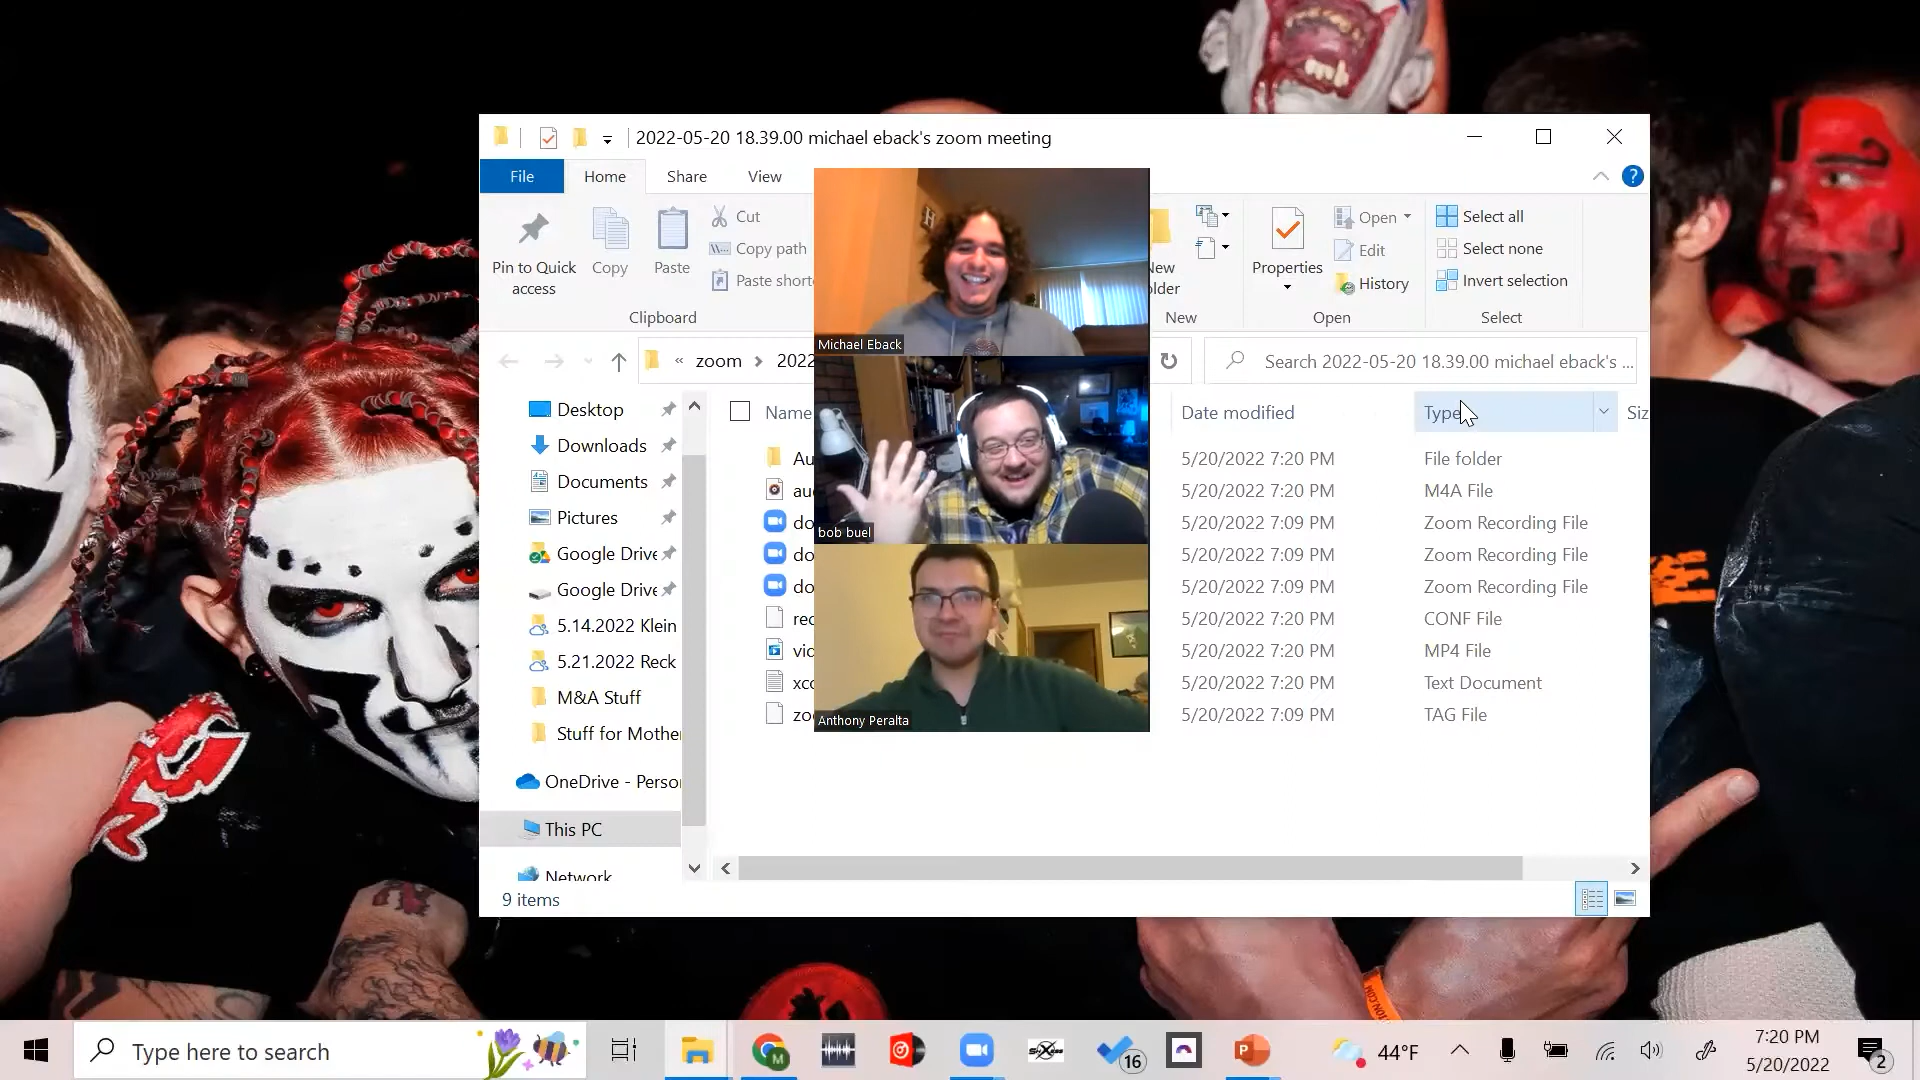 2022-05-20 18.39.00 michael eback's zoom meeting
File Home Share View
Pin to Quick access
Copy
Paste
Cut
Copy path
Paste short
Clipboard
New
Properties
Open
Edit
History
Open
Select all
Select none
Invert selection
Select
« zoom > 2022
Search 2022-05-20 18.39.00 michael eback's ...
Desktop
Downloads
Documents
Pictures
Google Drive
Google Drive
5.14.2022 Klein
5.21.2022 Reck
M&A Stuff
Stuff for Mothe
OneDrive - Perso
This PC
Network
Name Date modified Type Siz
Au 5/20/2022 7:20 PM File folder
au 5/20/2022 7:20 PM M4A File
do 5/20/2022 7:09 PM Zoom Recording File
do 5/20/2022 7:09 PM Zoom Recording File
do 5/20/2022 7:09 PM Zoom Recording File
rec 5/20/2022 7:20 PM CONF File
vid 5/20/2022 7:20 PM MP4 File
xc 5/20/2022 7:20 PM Text Document
zo 5/20/2022 7:09 PM TAG File
Michael Eback
bob buel
Anthony Peralta
9 items
Type here to search
16
44°F
7:20 PM
5/20/2022
2